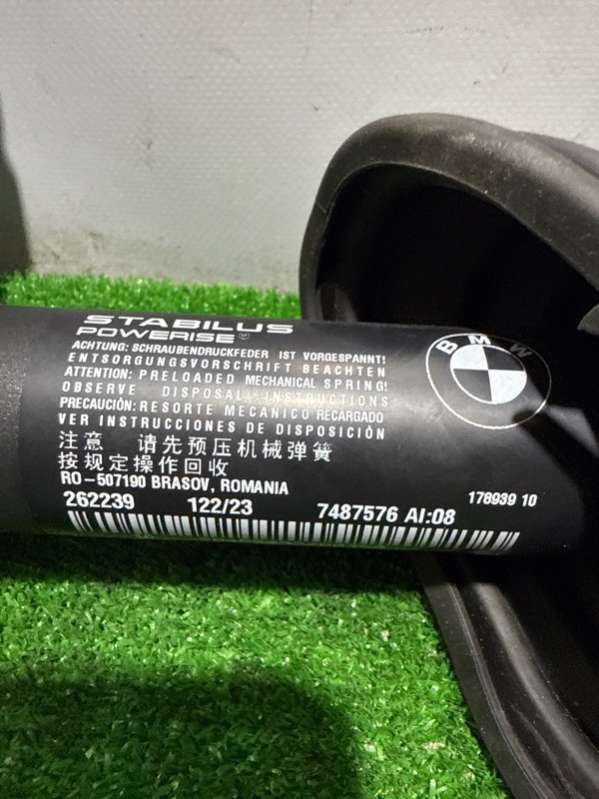 STABILUS
POWERISE
ACHTUNG: SCHRAUBENDRUCKFEDER IST VORGESPANNT!
ENTSORGUNGSVORSCHRIFT BEACHTEN
ATTENTION: PRELOADED MECHANICAL SPRING!
OBSERVE DISPOSAL INSTRUCTIONS
PRECAUCIÓN: RESORTE MECANICO RECARGADO
VER INSTRUCCIONES DE DISPOSICIÓN
注意 请先预压机械弹簧
按规定操作回收
RO-507190 BRASOV, ROMANIA
262239 122/23 7487576 AI:08
178939 10
BMW